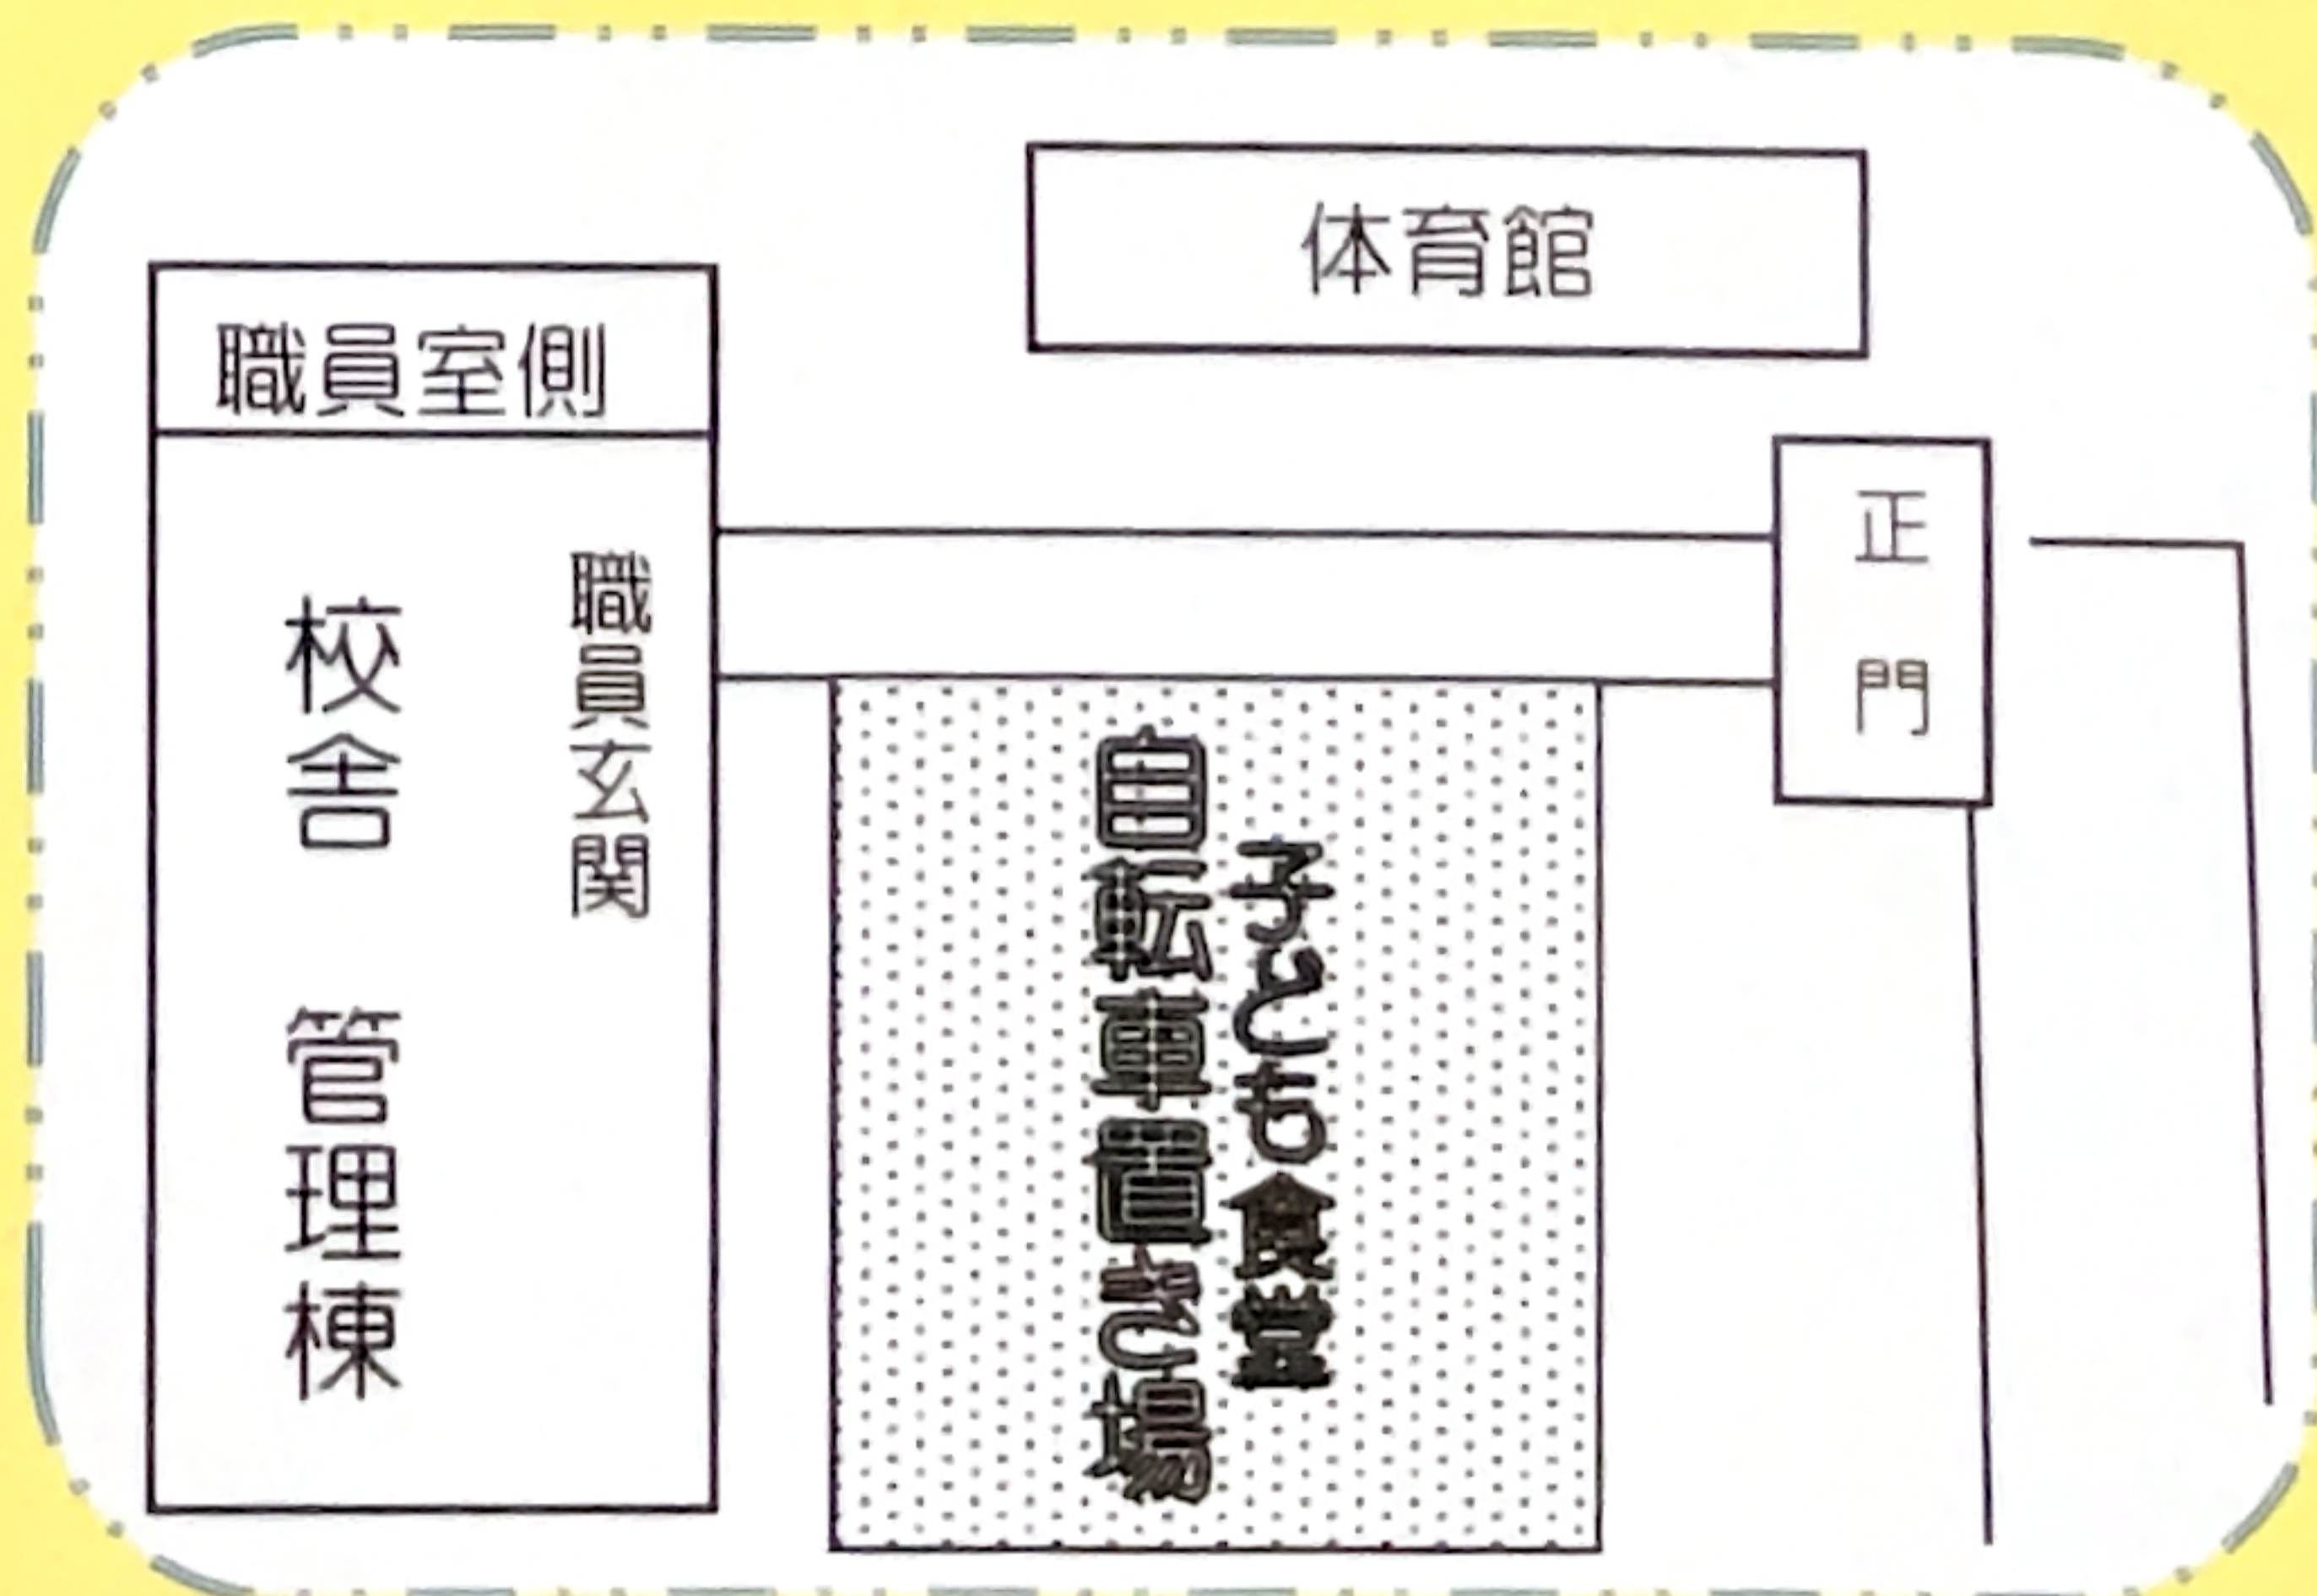 体育館
職員室側
正門
職員玄関
校舎 管理棟
子ども食堂
自転車置き場